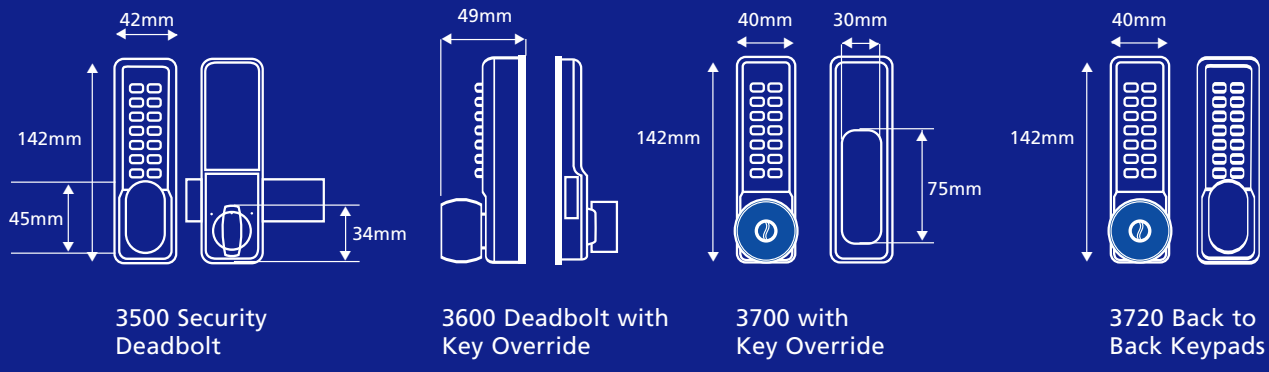 42mm
142mm
45mm
34mm
3500 Security
Deadbolt
49mm
3600 Deadbolt with
Key Override
40mm
30mm
142mm
75mm
3700 with
Key Override
40mm
142mm
3720 Back to
Back Keypads